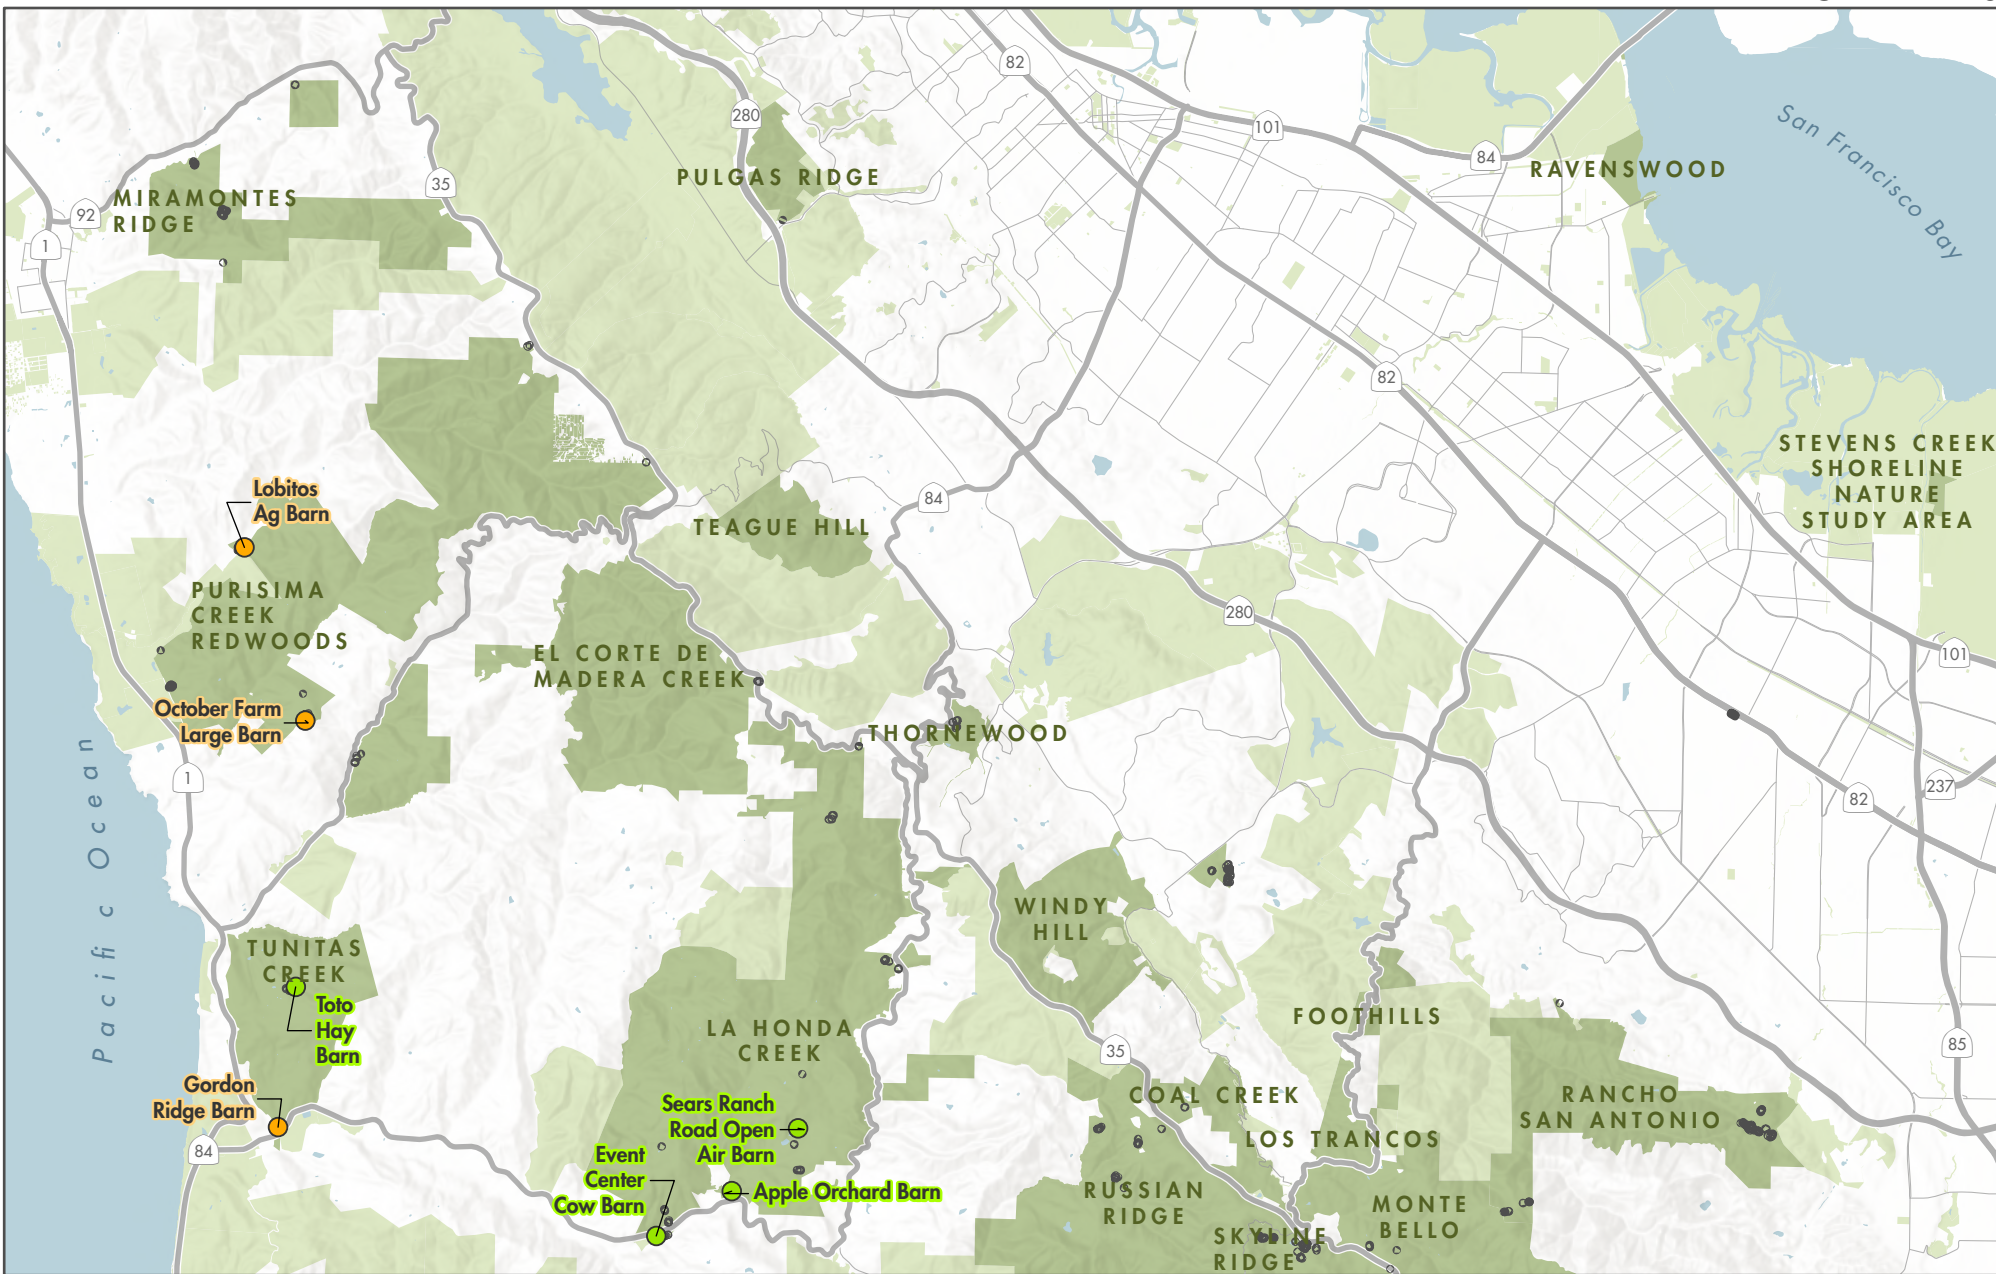 82
280
101
84
San Francisco Bay
RAVENSWOOD
PULGAS RIDGE
35
MIRAMONTES
RIDGE
92
1
82
STEVENS CREEK
SHORELINE
NATURE
STUDY AREA
Lobitos
Ag Barn
84
TEAGUE HILL
PURISIMA
CREEK
REDWOODS
280
EL CORTE DE
MADERA CREEK
101
October Farm
Large Barn
THORNEWOOD
1
237
82
Pacific Ocean
WINDY
HILL
TUNITAS
CREEK
Toto
Hay
Barn
LA HONDA
CREEK
FOOTHILLS
35
85
Gordon
Ridge Barn
Sears Ranch
Road Open
Air Barn
COAL CREEK
RANCHO
SAN ANTONIO
84
LOS TRANCOS
Event
Center
Cow Barn
Apple Orchard Barn
RUSSIAN
RIDGE
MONTE
BELLO
SKYLINE
RIDGE